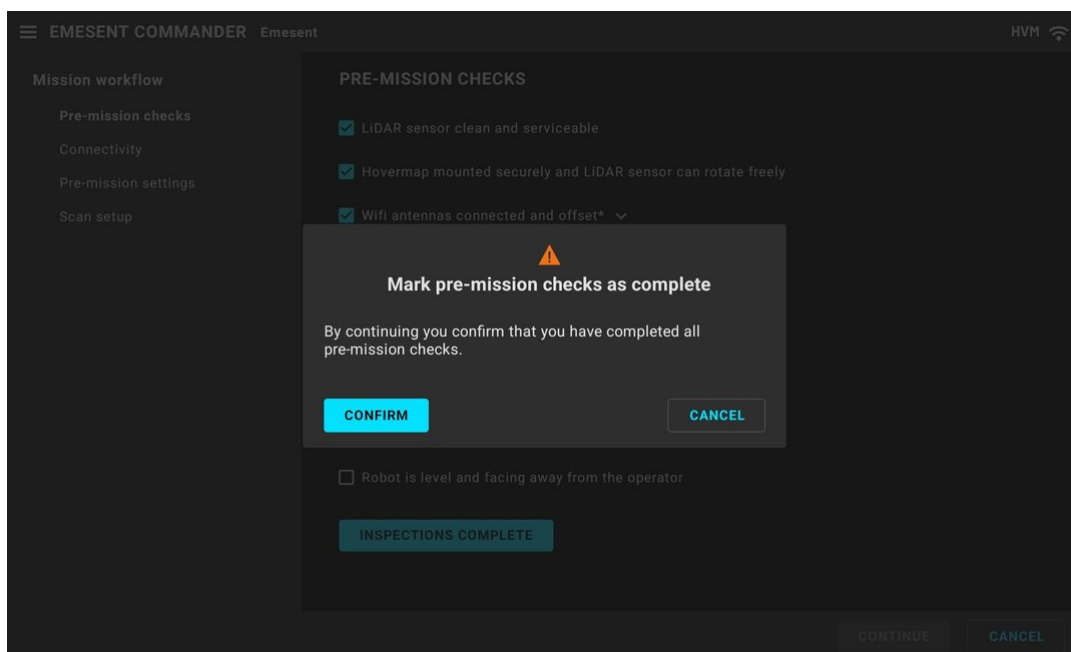 EMESENT COMMANDER Emesent
HVM
Mission workflow
Pre-mission checks
Connectivity
Pre-mission settings
Scan setup
PRE-MISSION CHECKS
LiDAR sensor clean and serviceable
Hovermap mounted securely and LiDAR sensor can rotate freely
Wifi antennas connected and offset*
Mark pre-mission checks as complete
By continuing you confirm that you have completed all
pre-mission checks.
CONFIRM
CANCEL
Robot is level and facing away from the operator
INSPECTIONS COMPLETE
CONTINUE
CANCEL